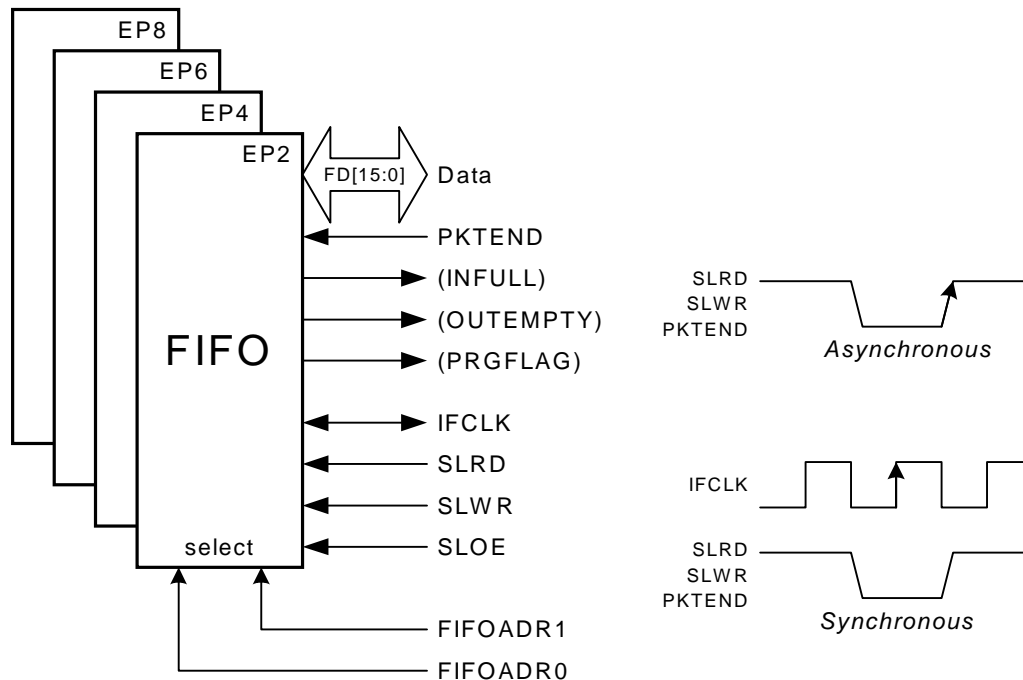 EP8
EP6
EP4
EP2
FD[15:0]
Data
PKTEND
(INFULL)
(OUTEMPTY)
(PRGFLAG)
FIFO
IFCLK
SLRD
SLWR
SLOE
select
FIFOADR1
FIFOADR0
SLRD
SLWR
PKTEND
Asynchronous
IFCLK
SLRD
SLWR
PKTEND
Synchronous